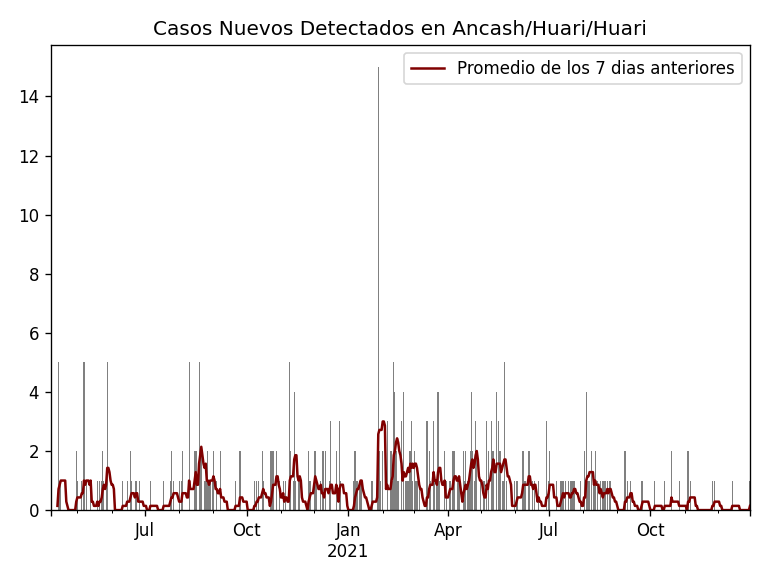 Casos Nuevos Detectados en Ancash/Huari/Huari
Promedio de los 7 dias anteriores
14
12
10
8
6
4
2
0
Jul
Oct
Jan
2021
Apr
Jul
Oct